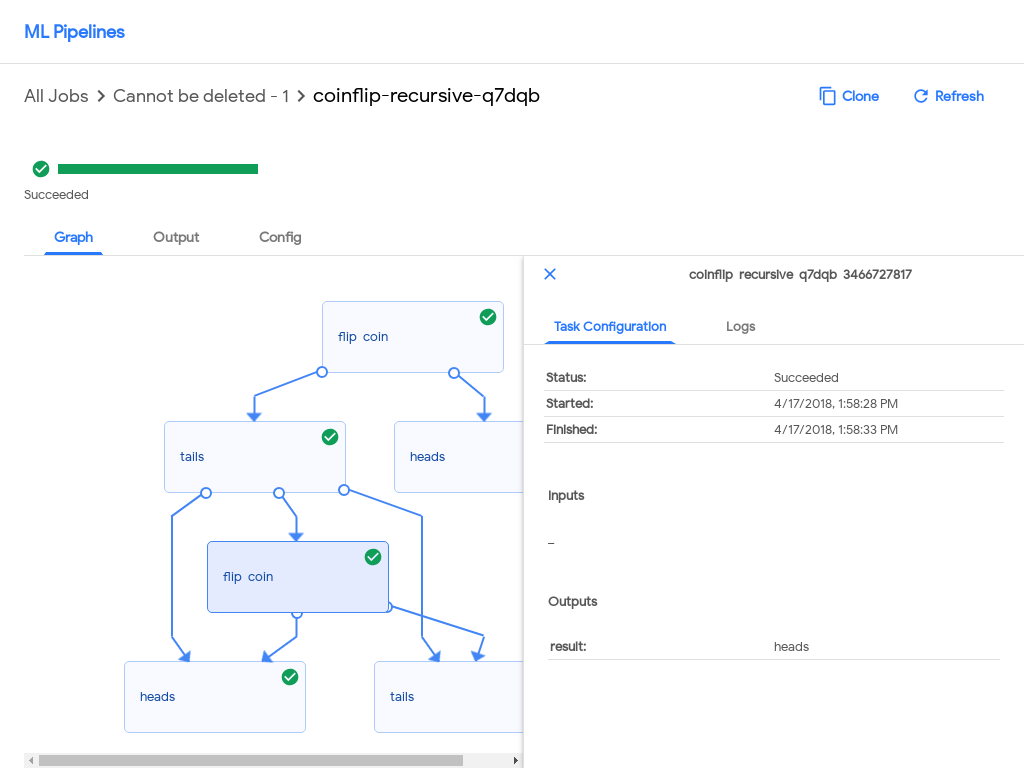 ML Pipelines
All Jobs > Cannot be deleted - 1 > coinflip-recursive-q7dqb
Clone
Refresh
Succeeded
Graph
Output
Config
flip coin
tails
heads
flip coin
heads
tails
coinflip recursive q7dqb 3466727817
Task Configuration
Logs
Status: Succeeded
Started: 4/17/2018, 1:58:28 PM
Finished: 4/17/2018, 1:58:33 PM
Inputs
–
Outputs
result: heads